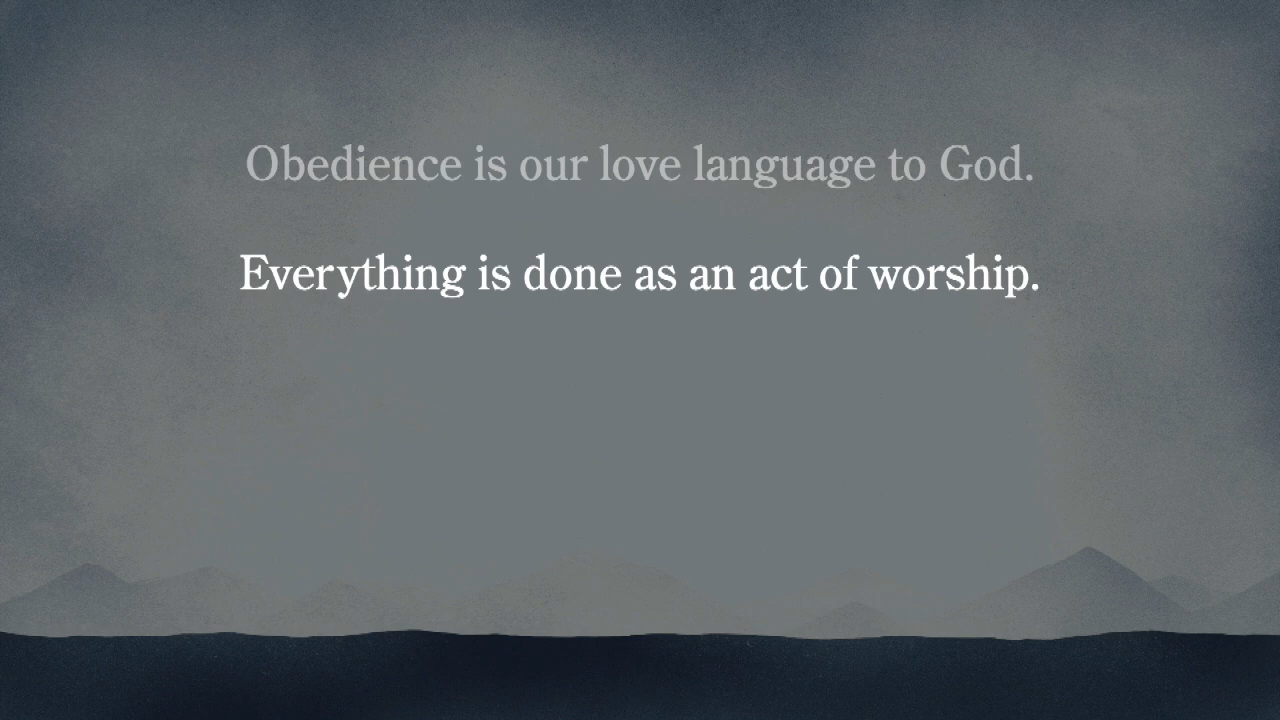 Obedience is our love language to God.
Everything is done as an act of worship.